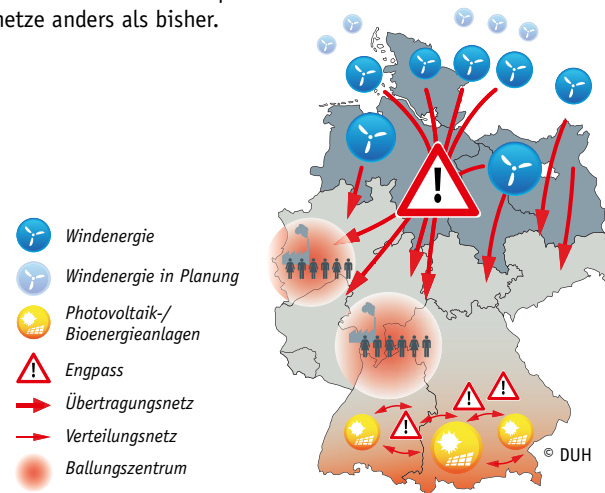 netze anders als bisher.
Windenergie
Windenergie in Planung
Photovoltaik-/
Bioenergieanlagen
Engpass
Übertragungsnetz
Verteilungsnetz
Ballungszentrum
© DUH